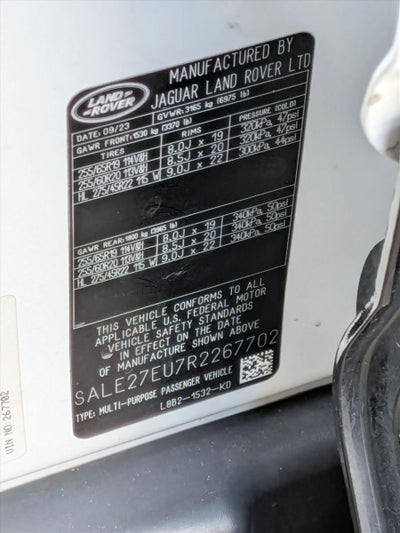 LAND-
-ROVER
MANUFACTURED BY
JAGUAR LAND ROVER LTD
DATE: 09/23 GVWR: 3165 kg (6975 lb)
GAWR FRONT: 1530 kg (3370 lb)
TIRES RIMS PRESSURE (COLD)
255/65R19 114V&H 8.0J x 19 320kPa, 47psi
255/60R20 113V&H 8.5J x 20 320kPa, 47psi
HL 275/45R22 115 W 9.0J x 22 300kPa, 44psi
GAWR REAR: 1800 kg (3965 lb)
255/65R19 114V&H 8.0J x 19 340kPa, 50psi
255/60R20 113V&H 8.5J x 20 340kPa, 50psi
HL 275/45R22 115 W 9.0J x 22 340kPa, 50psi
THIS VEHICLE CONFORMS TO ALL
APPLICABLE U.S. FEDERAL MOTOR
VEHICLE SAFETY STANDARDS
IN EFFECT ON THE DATE
OF MANUFACTURE SHOWN ABOVE
SALE27EU7R2267702
TYPE: MULTI-PURPOSE PASSENGER VEHICLE
L8B2-1532-KD
VIN NO. 267702